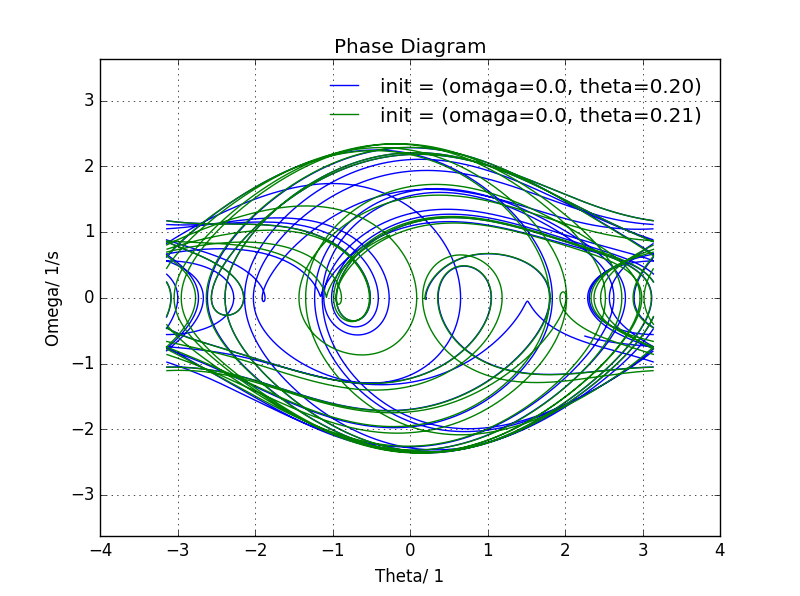 Phase Diagram
init = (omaga=0.0, theta=0.20)
init = (omaga=0.0, theta=0.21)
3
2
1
0
−1
−2
−3
Omega/ 1/s
−4 −3 −2 −1 0 1 2 3 4
Theta/ 1